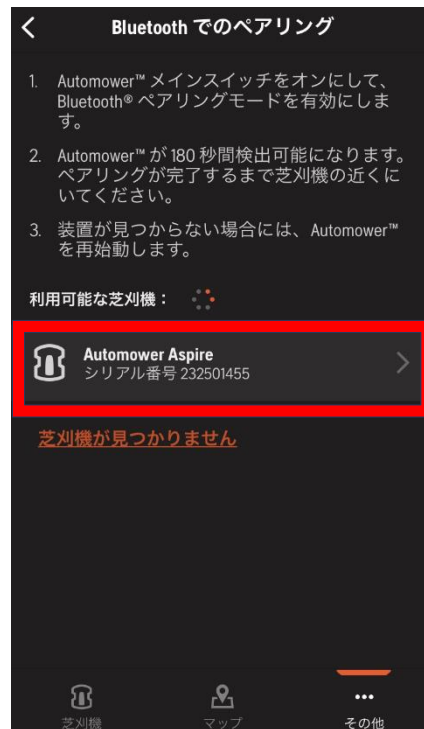 Bluetooth でのペアリング
1. Automower™ メインスイッチをオンにして、
Bluetooth® ペアリングモードを有効にしま
す。
2. Automower™ が 180 秒間検出可能になります。
ペアリングが完了するまで芝刈機の近くに
いてください。
3. 装置が見つからない場合には、Automower™
を再始動します。
利用可能な芝刈機：
Automower Aspire
シリアル番号 232501455
芝刈機が見つかりません
芝刈機 マップ その他